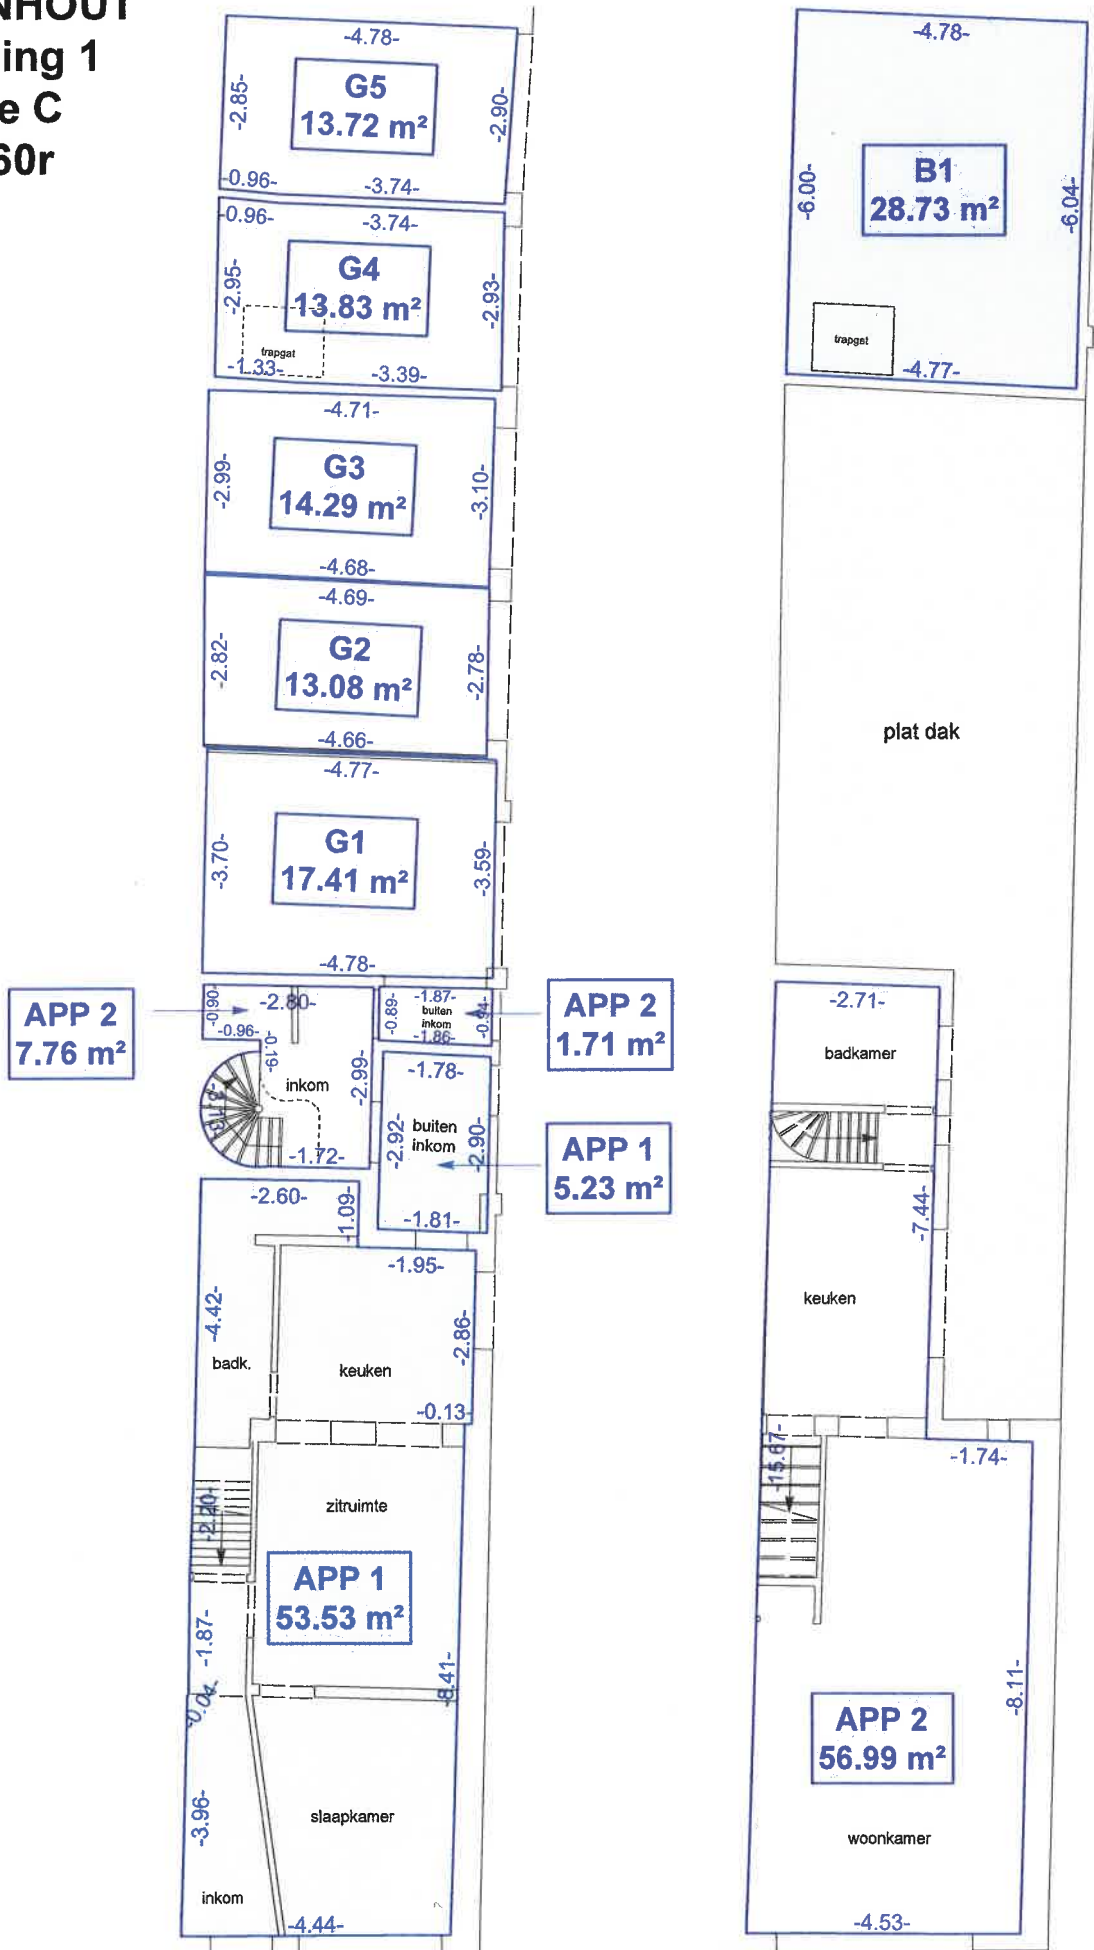 NHOUT
ing 1
e C
60r
-4.78-
-2.85-
G5
13.72 m²
-2.90-
-0.96-
-3.74-
-0.96-
-3.74-
-2.95-
G4
13.83 m²
-2.93-
trapgat
-1.33-
-3.39-
-4.71-
-2.99-
G3
14.29 m²
-3.10-
-4.68-
-4.69-
-2.82-
G2
13.08 m²
-2.78-
-4.66-
-4.77-
-3.70-
G1
17.41 m²
-3.59-
-4.78-
APP 2
7.76 m²
-0.90-
-2.80-
-0.96-
-0.19-
inkom
-2.99-
-3.13-
-1.72-
-0.89-
-1.87-
buiten
inkom
-1.86-
-0.94-
APP 2
1.71 m²
-1.78-
-2.92-
buiten
inkom
-2.90-
-1.81-
APP 1
5.23 m²
-2.60-
-1.09-
-1.95-
-4.42-
-2.86-
badk.
keuken
-0.13-
-2.20-
zitruimte
APP 1
53.53 m²
-1.87-
-8.41-
-0.04-
-3.96-
slaapkamer
inkom
-4.44-
-4.78-
-6.00-
B1
28.73 m²
-6.04-
trapgat
-4.77-
plat dak
-2.71-
badkamer
-7.44-
keuken
-15.67-
-1.74-
-8.11-
APP 2
56.99 m²
woonkamer
-4.53-